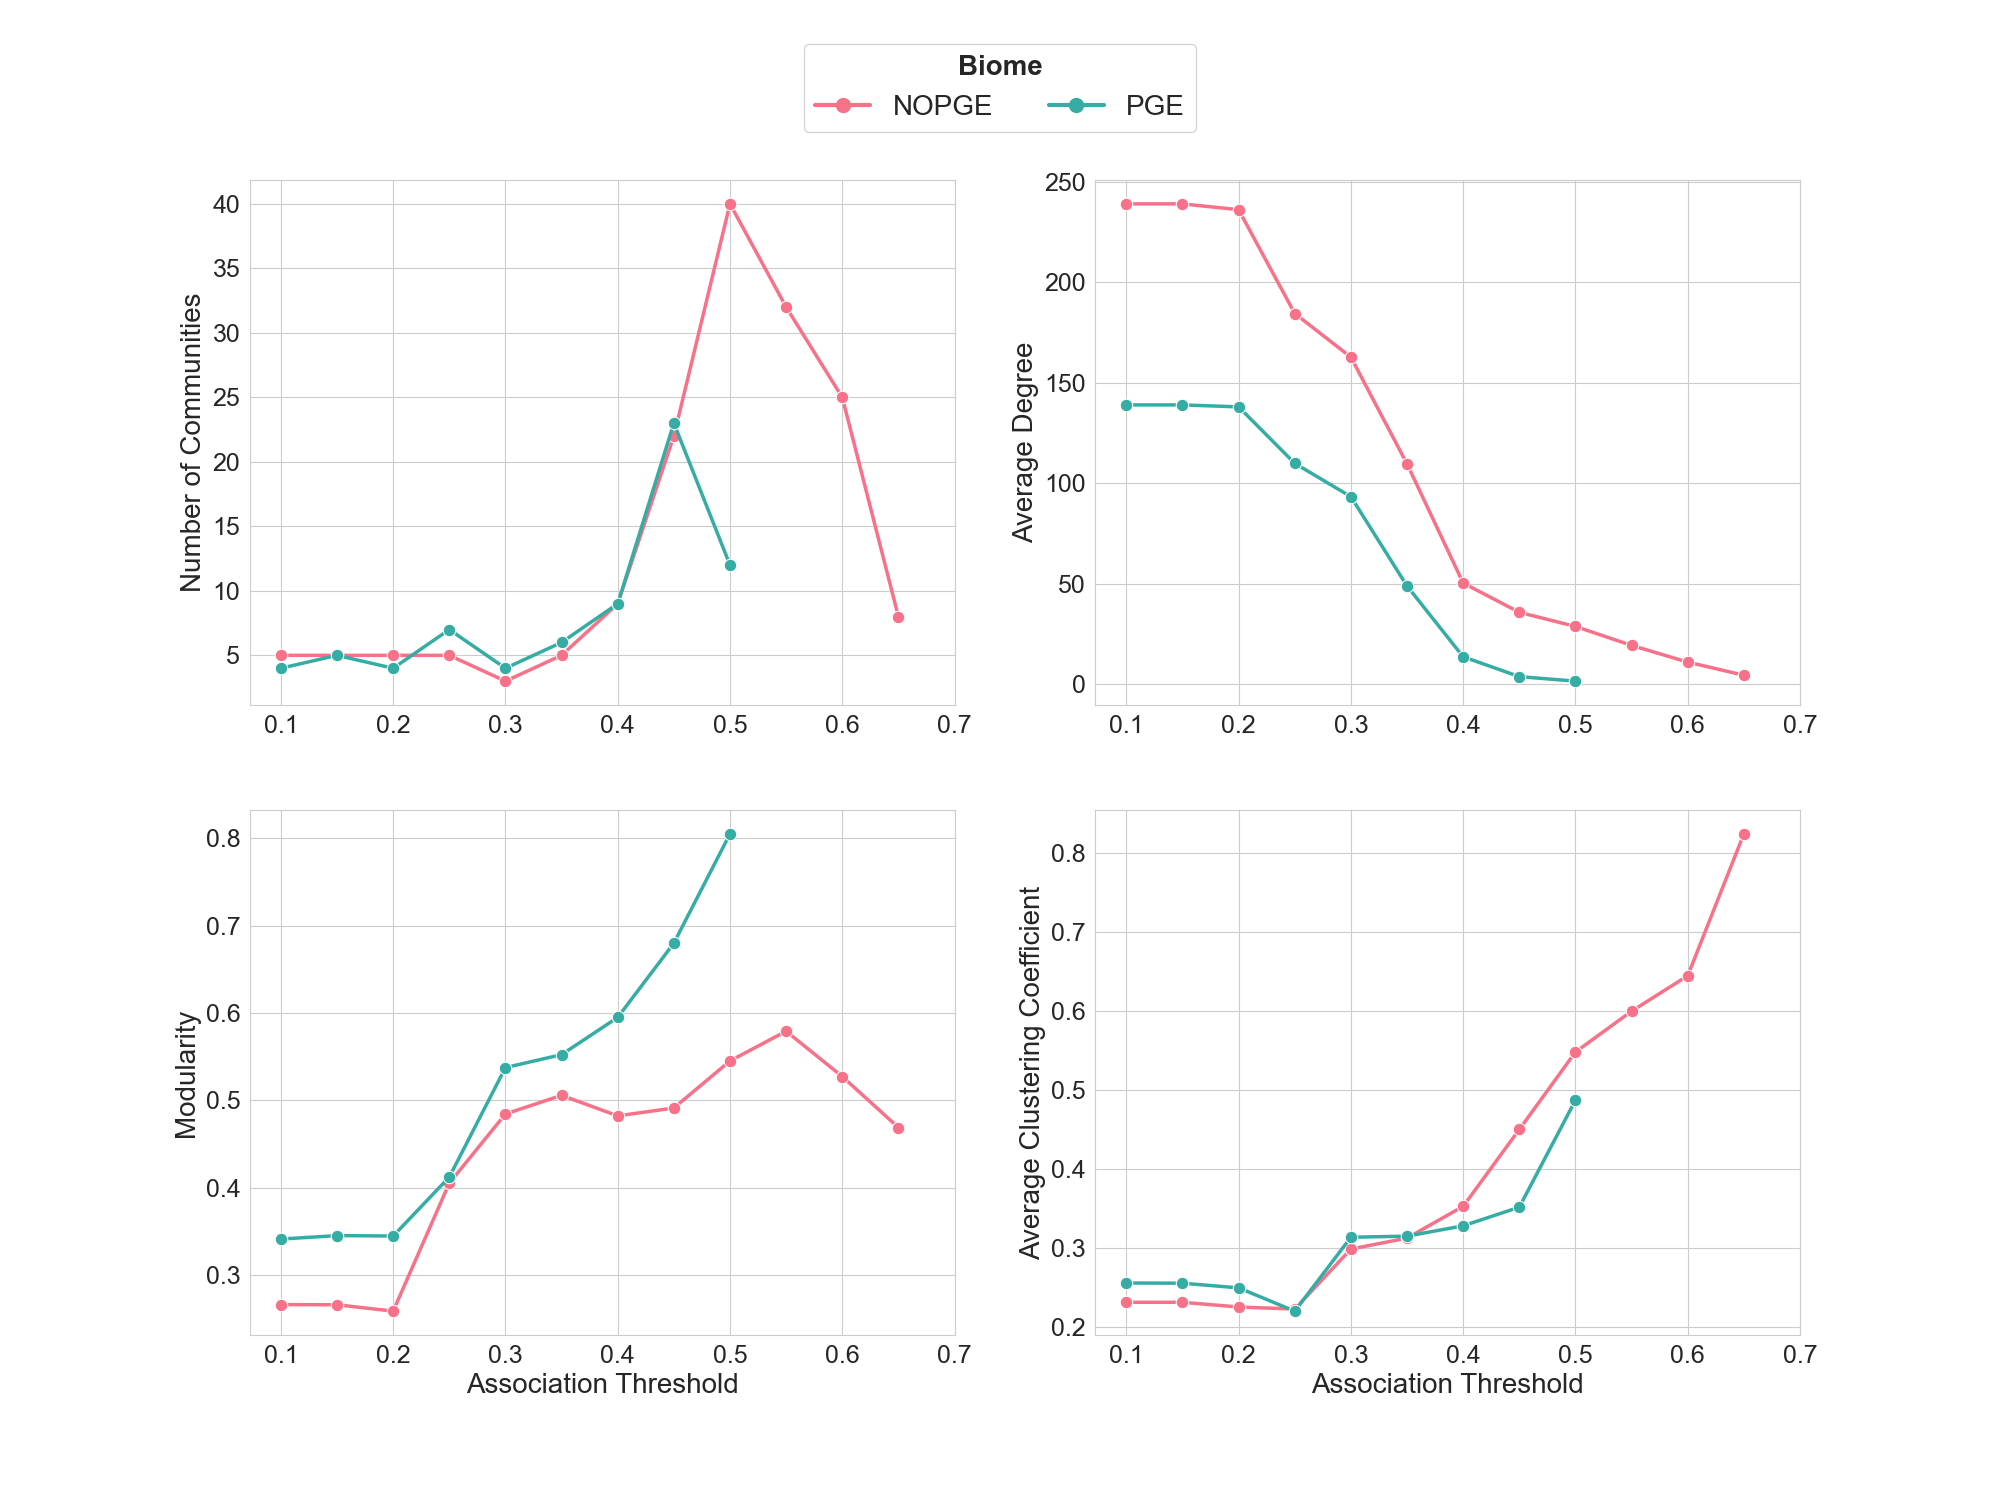 Biome
NOPGE PGE
Number of Communities
40
35
30
25
20
15
10
5
0.1 0.2 0.3 0.4 0.5 0.6 0.7
Average Degree
250
200
150
100
50
0
0.1 0.2 0.3 0.4 0.5 0.6 0.7
Modularity
0.8
0.7
0.6
0.5
0.4
0.3
0.1 0.2 0.3 0.4 0.5 0.6 0.7
Association Threshold
Average Clustering Coefficient
0.8
0.7
0.6
0.5
0.4
0.3
0.2
0.1 0.2 0.3 0.4 0.5 0.6 0.7
Association Threshold